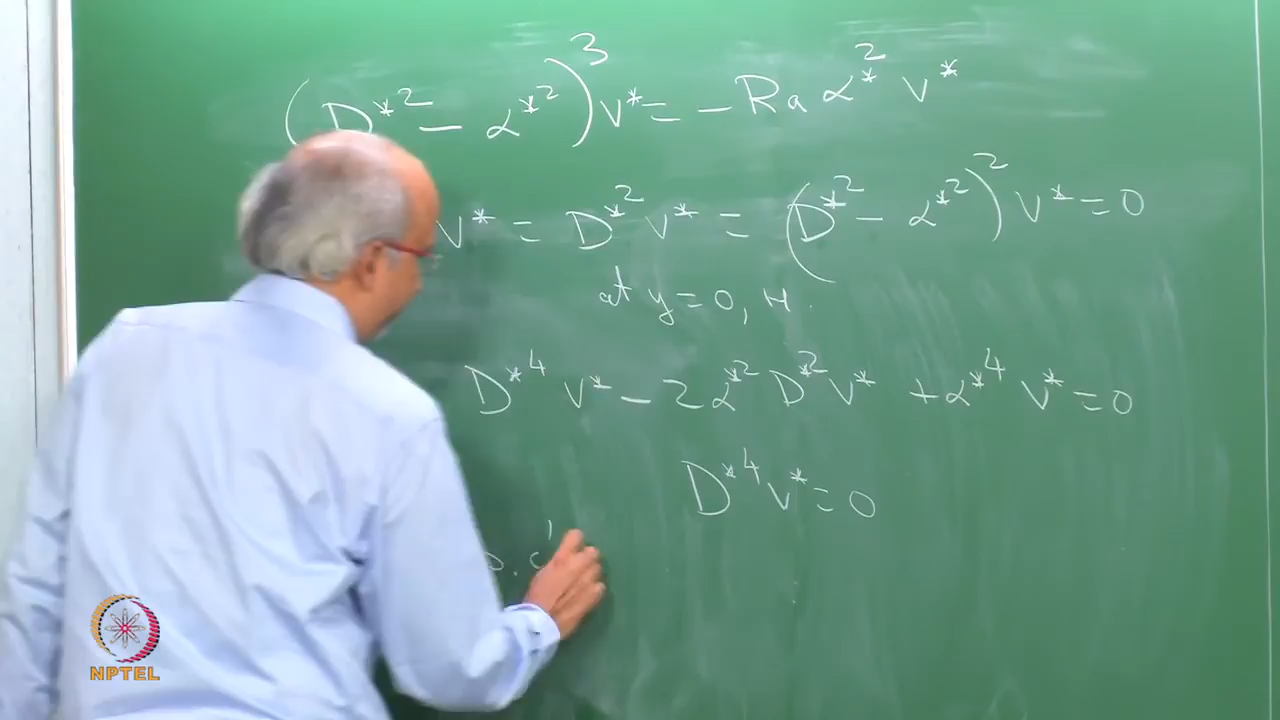 (D*² - α*²)³ v* = - Ra α*² v*
v* = D*² v* = (D*² - α*²)² v* = 0
at y = 0, H.
D*⁴ v* - 2α*² D*² v* + α*⁴ v* = 0
D*⁴ v* = 0
b.c'
NPTEL